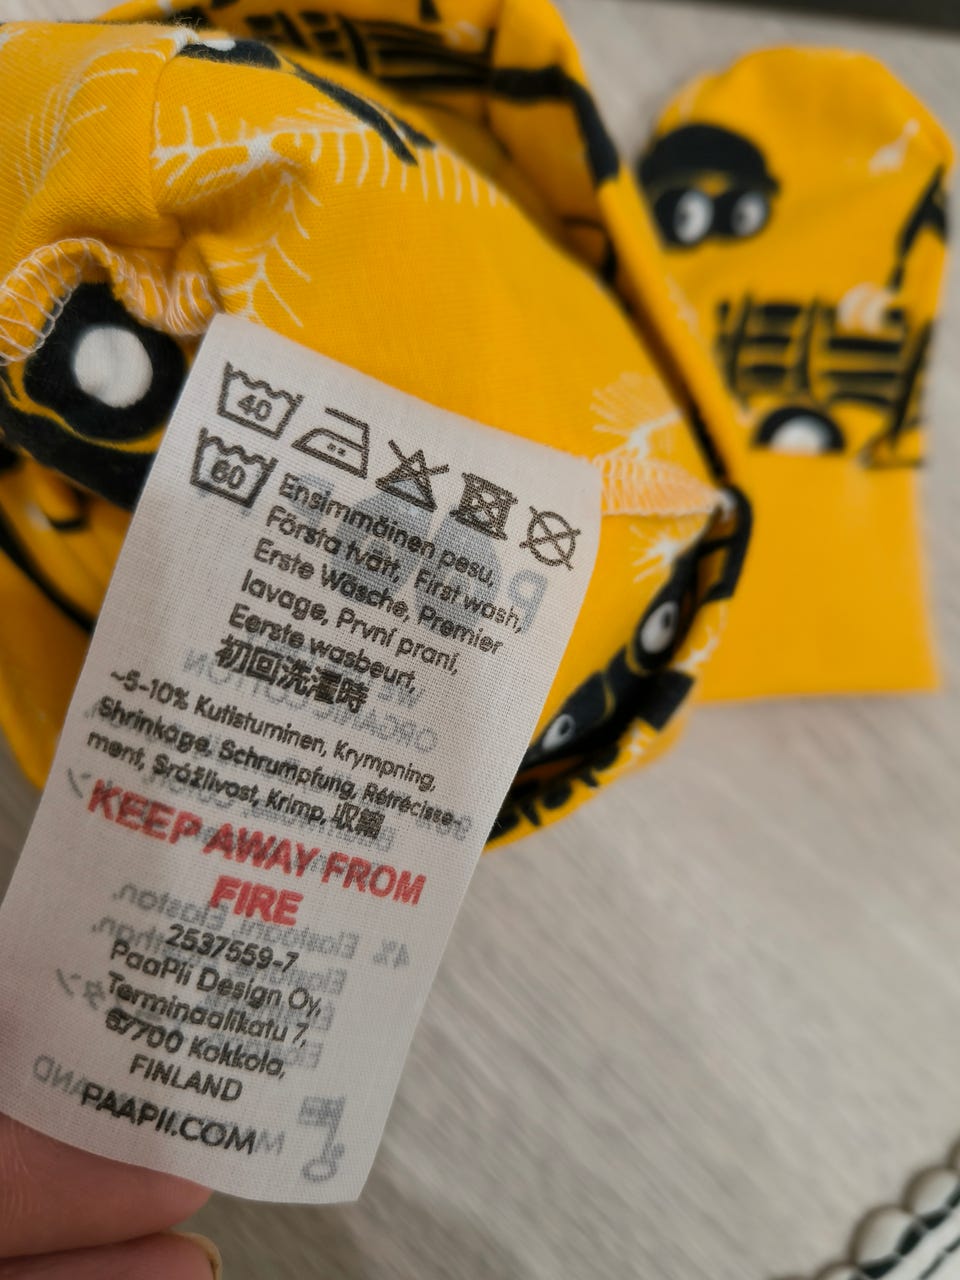 40
60
Ensimmäinen pesu,
Första tvätt, First wash,
Erste Wäsche, Premier
lavage, První praní,
Eerste wasbeurt,
初回洗濯時
~5-10% Kutistuminen, Krympning,
Shrinkage, Schrumpfung, Rétrécisse-
ment, Srážlivost, Krimp, 収縮
KEEP AWAY FROM
FIRE
2537559-7
PaaPii Design Oy,
Terminaalikatu 7,
67700 Kokkola,
FINLAND
PAAPII.COM